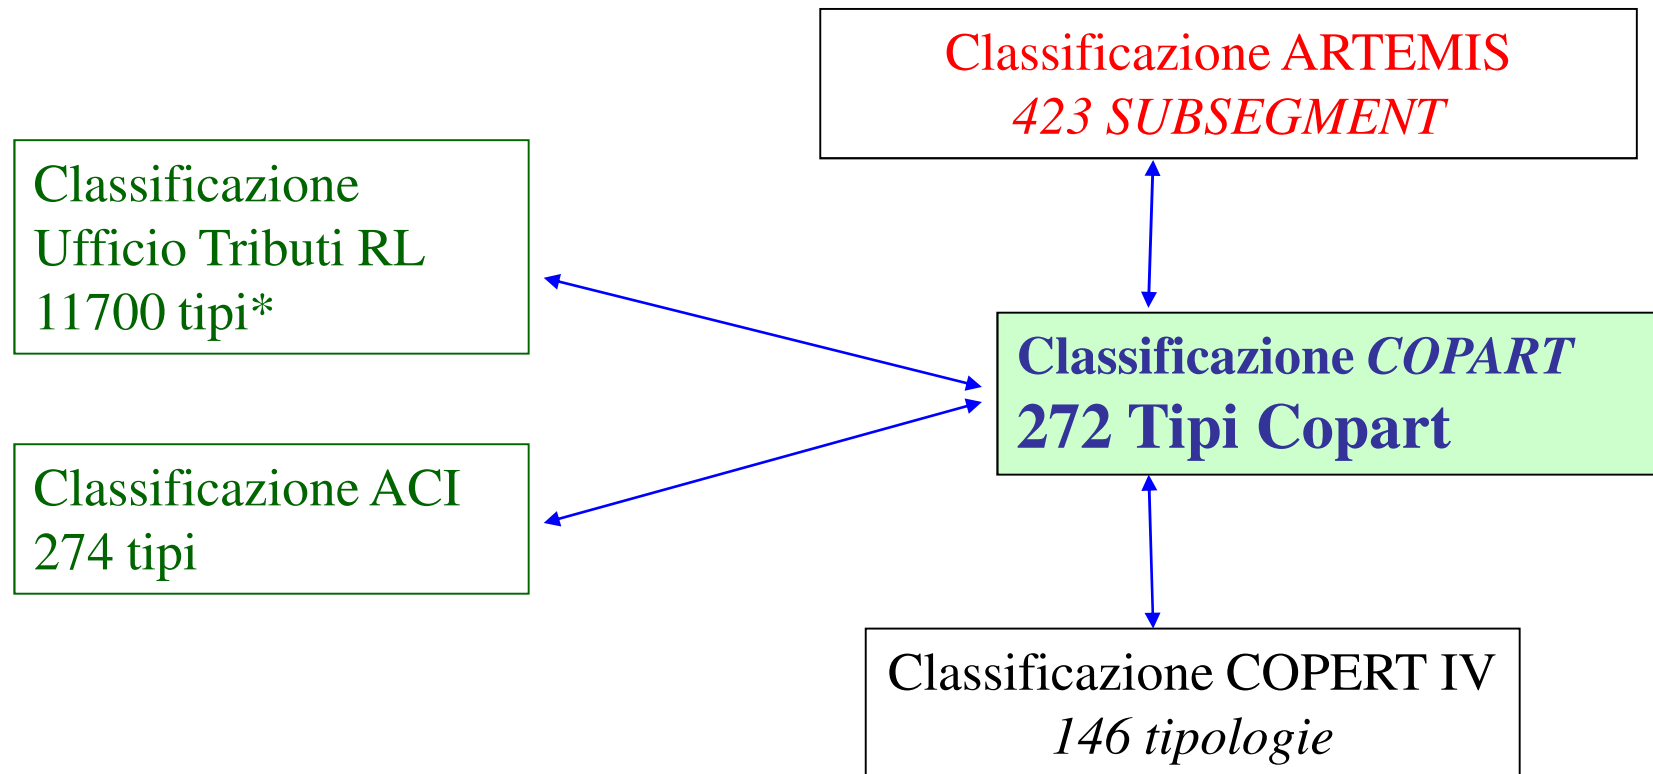 Classificazione ARTEMIS
423 SUBSEGMENT
Classificazione
Ufficio Tributi RL
11700 tipi*
Classificazione COPART
272 Tipi Copart
Classificazione ACI
274 tipi
Classificazione COPERT IV
146 tipologie